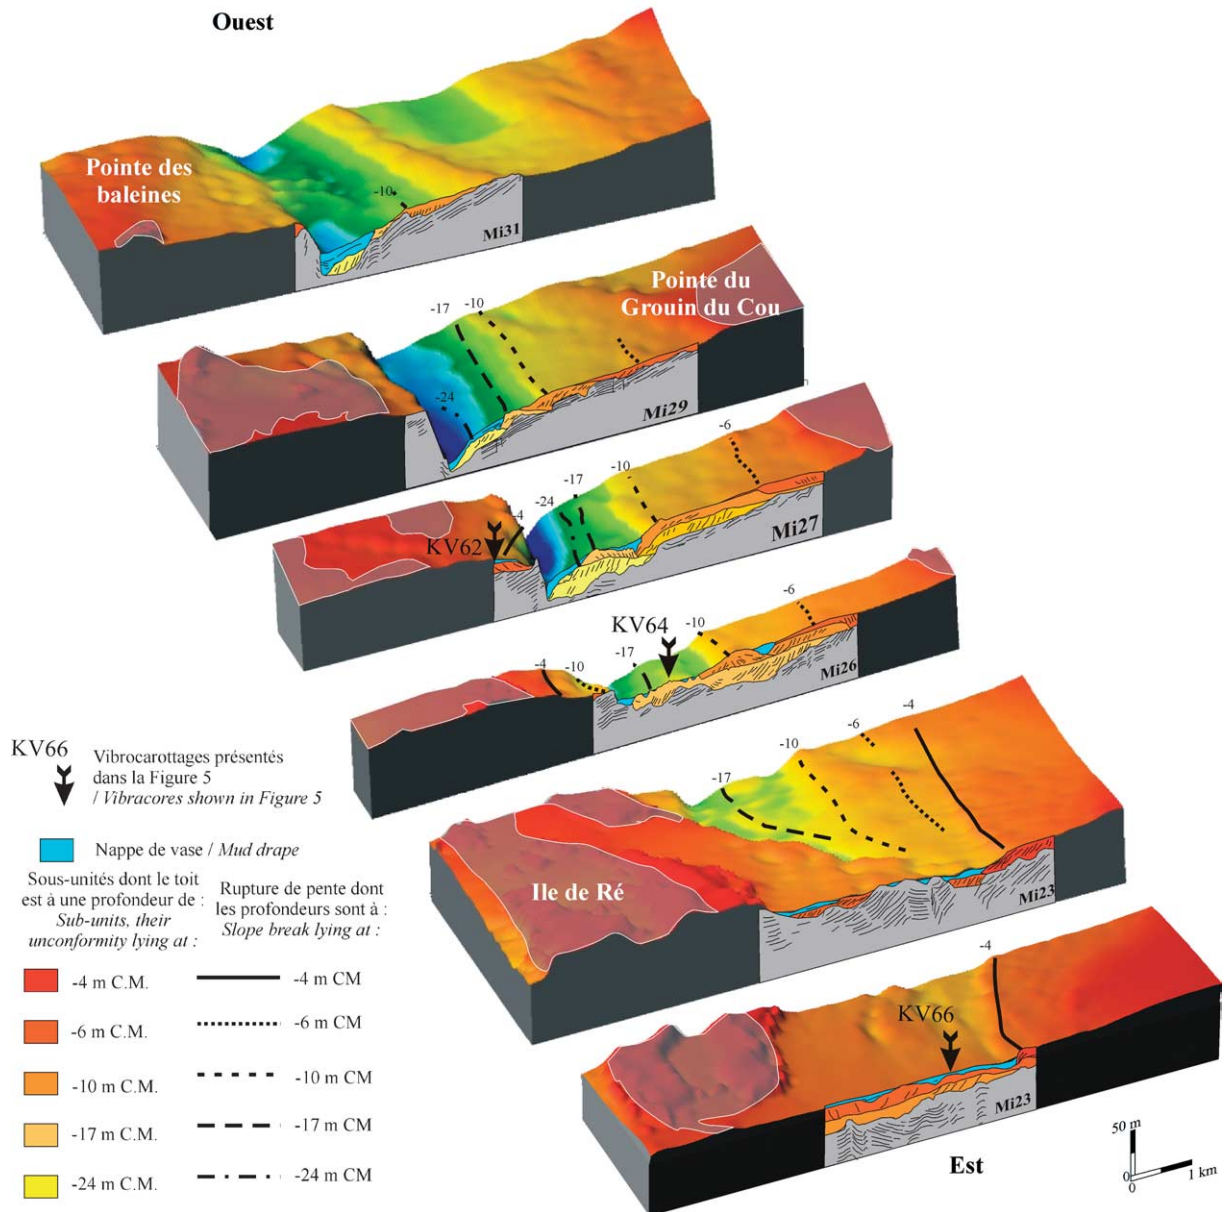 Ouest
Pointe des
baleines
-10
Mi31
Pointe du
Grouin du Cou
-17
-10
-24
Mi29
-6
-10
-17
-24
-4
KV62
Mi27
-6
-10
KV64
-17
-4
-10
Mi26
-4
-6
-10
-17
Ile de Ré
Mi23
-4
KV66
Mi23
Est
50 m
0
0
1 km
KV66
Vibrocarottages présentés
dans la Figure 5
/ Vibracores shown in Figure 5
Nappe de vase / Mud drape
Sous-unités dont le toit
est à une profondeur de :
Sub-units, their
unconformity lying at :
Rupture de pente dont
les profondeurs sont à :
Slope break lying at :
-4 m C.M.
-4 m CM
-6 m C.M.
-6 m CM
-10 m C.M.
-10 m CM
-17 m C.M.
-17 m CM
-24 m C.M.
-24 m CM